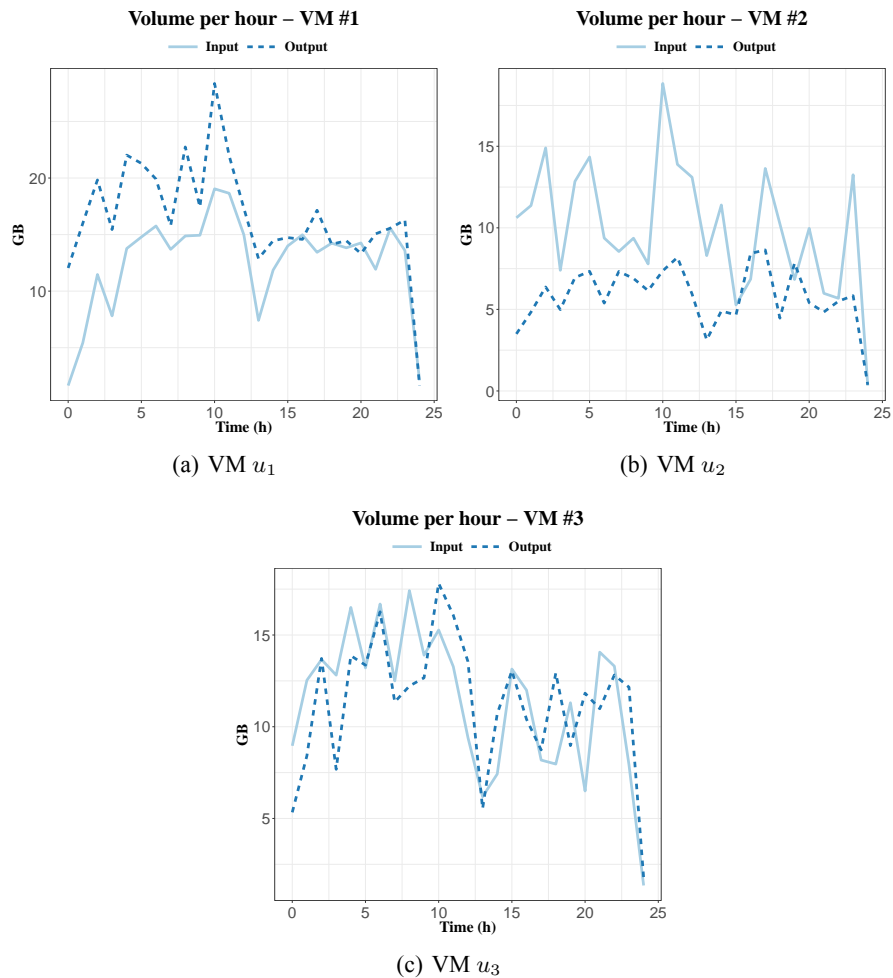 Volume per hour – VM #1
Input Output
GB
20
10
0 5 10 15 20 25
Time (h)
(a) VM u₁
Volume per hour – VM #2
Input Output
GB
15
10
5
0
0 5 10 15 20 25
Time (h)
(b) VM u₂
Volume per hour – VM #3
Input Output
GB
15
10
5
0 5 10 15 20 25
Time (h)
(c) VM u₃